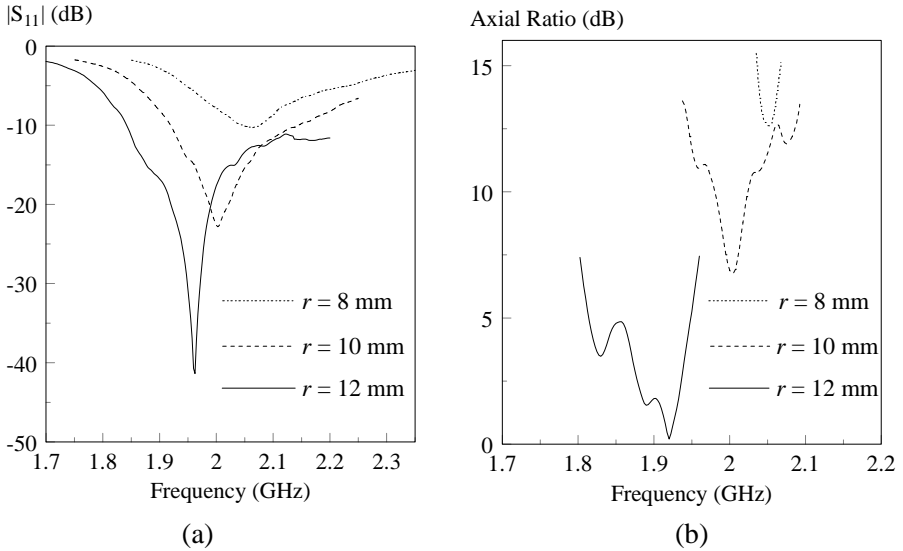 |S11| (dB)
0
-10
-20
-30
-40
-50
1.7 1.8 1.9 2 2.1 2.2 2.3
Frequency (GHz)
r = 8 mm
r = 10 mm
r = 12 mm
(a)
Axial Ratio (dB)
15
10
5
0
1.7 1.8 1.9 2 2.1 2.2
Frequency (GHz)
r = 8 mm
r = 10 mm
r = 12 mm
(b)